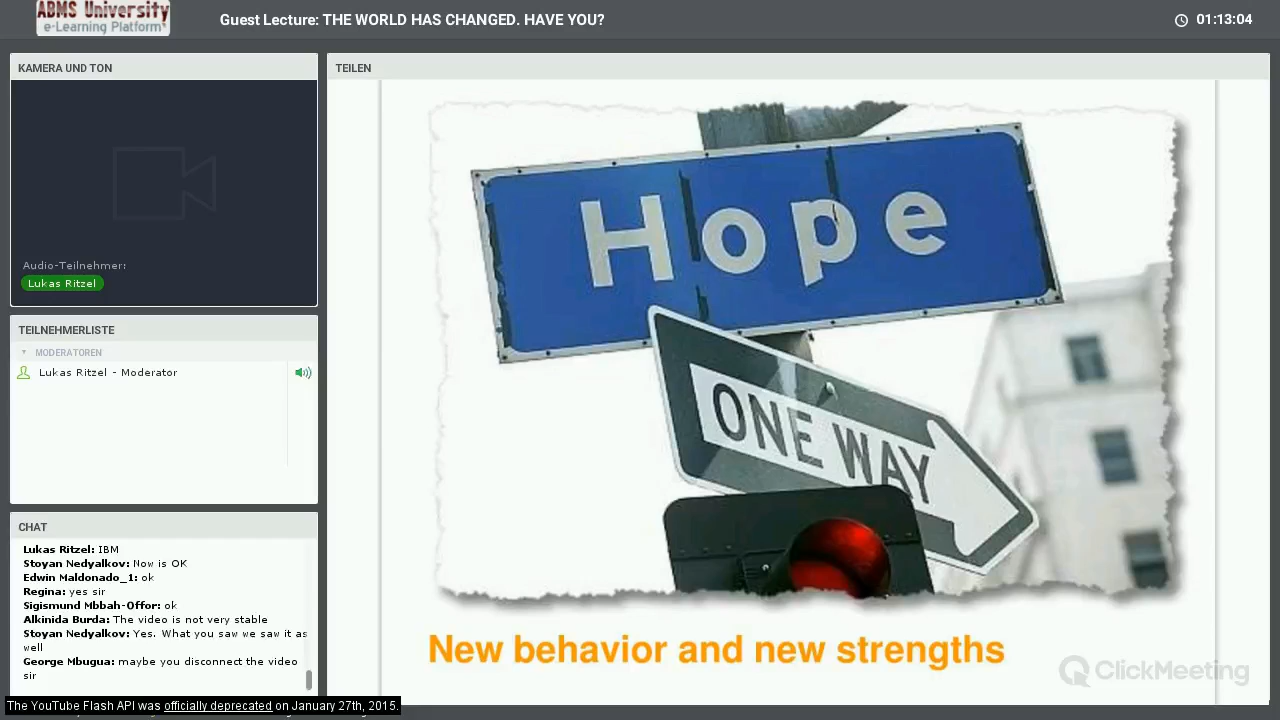 ABMS University
e-Learning Platform
Guest Lecture: THE WORLD HAS CHANGED. HAVE YOU?
01:13:04
KAMERA UND TON
Audio-Teilnehmer:
Lukas Ritzel
TEILNEHMERLISTE
MODERATOREN
Lukas Ritzel - Moderator
CHAT
Lukas Ritzel: IBM
Stoyan Nedyalkov: Now is OK
Edwin Maldonado_1: ok
Regina: yes sir
Sigismund Mbbah-Offor: ok
Alkinida Burda: The video is not very stable
Stoyan Nedyalkov: Yes. What you saw we saw it as
well
George Mbugua: maybe you disconnect the video
sir
The YouTube Flash API was officially deprecated on January 27th, 2015.
TEILEN
Hope
ONE WAY
New behavior and new strengths
ClickMeeting